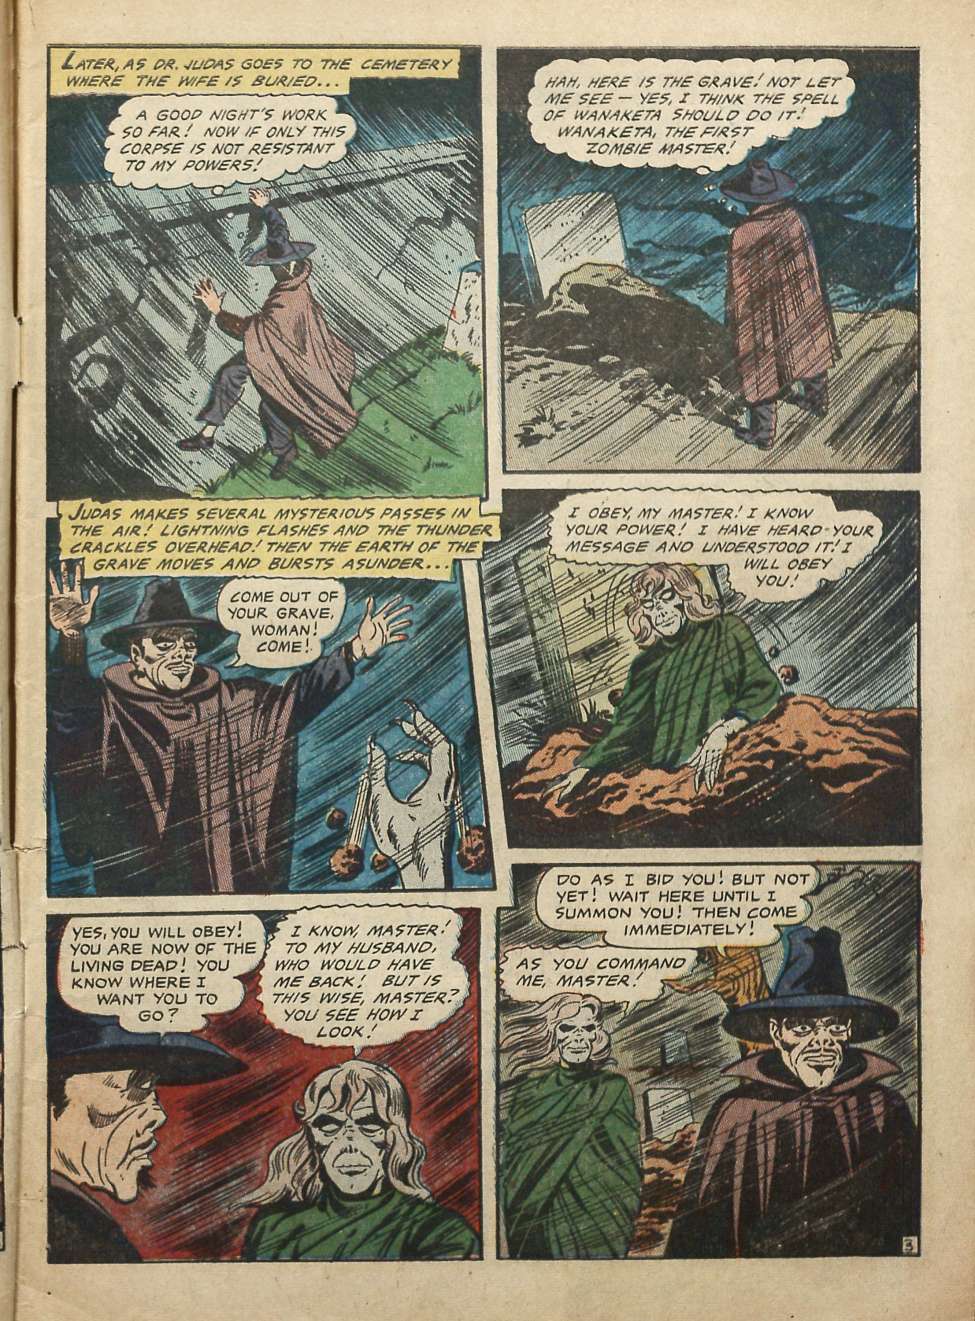 LATER, AS DR. JUDAS GOES TO THE CEMETERY
WHERE THE WIFE IS BURIED...
A GOOD NIGHT'S WORK
SO FAR! NOW IF ONLY THIS
CORPSE IS NOT RESISTANT
TO MY POWERS!
HAH, HERE IS THE GRAVE! NOT LET
ME SEE — YES, I THINK THE SPELL
OF WANAKETA SHOULD DO IT!
WANAKETA, THE FIRST
ZOMBIE MASTER!
JUDAS MAKES SEVERAL MYSTERIOUS PASSES IN
THE AIR! LIGHTNING FLASHES AND THE THUNDER
CRACKLES OVERHEAD! THEN THE EARTH OF THE
GRAVE MOVES AND BURSTS ASUNDER...
COME OUT OF
YOUR GRAVE,
WOMAN!
COME!
I OBEY, MY MASTER! I KNOW
YOUR POWER! I HAVE HEARD-YOUR
MESSAGE AND UNDERSTOOD IT! I
WILL OBEY
YOU!
YES, YOU WILL OBEY!
YOU ARE NOW OF THE
LIVING DEAD! YOU
KNOW WHERE I
WANT YOU TO
GO?
I KNOW, MASTER!
TO MY HUSBAND,
WHO WOULD HAVE
ME BACK! BUT IS
THIS WISE, MASTER?
YOU SEE HOW I
LOOK!
DO AS I BID YOU! BUT NOT
YET! WAIT HERE UNTIL I
SUMMON YOU! THEN COME
IMMEDIATELY!
AS YOU COMMAND
ME, MASTER!
3